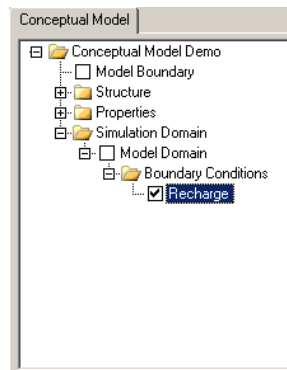 Conceptual Model
Conceptual Model Demo
Model Boundary
Structure
Properties
Simulation Domain
Model Domain
Boundary Conditions
Recharge